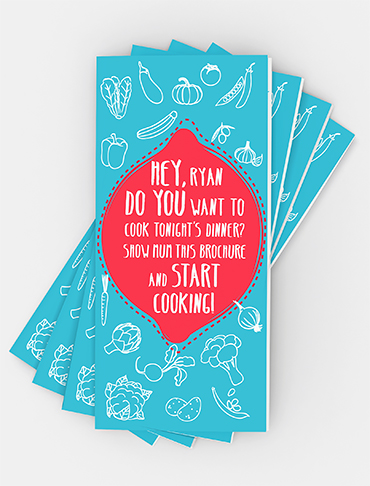 HEY, RYAN
DO YOU WANT TO
COOK TONIGHT'S DINNER?
SHOW MUM THIS BROCHURE
AND START
COOKING!